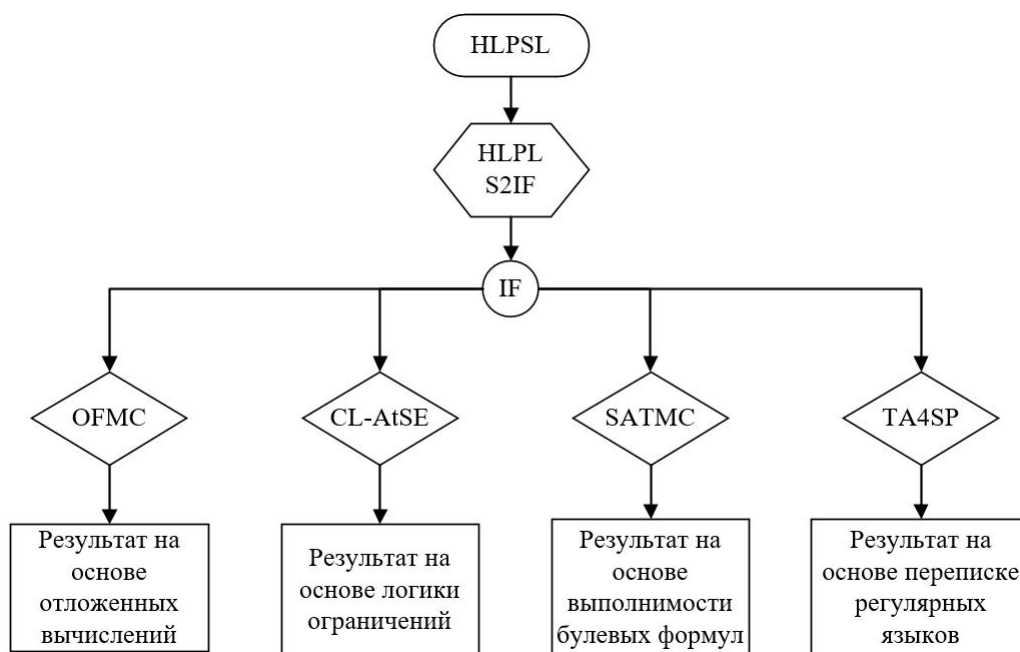 HLPSL
HLPL
S2IF
IF
OFMC
CL-AtSE
SATMC
TA4SP
Результат на
основе
отложенных
вычислений
Результат на
основе логики
ограничений
Результат на
основе
выполнимости
булевых формул
Результат на
основе переписке
регулярных
языков